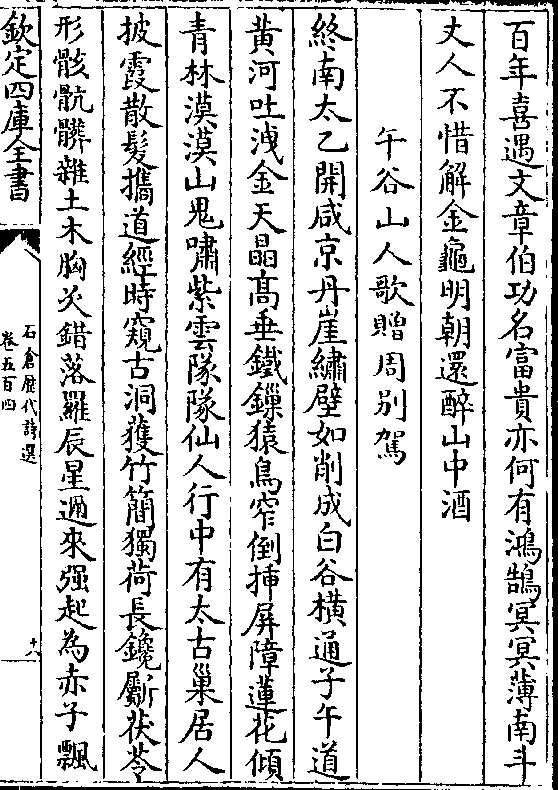 百年喜遇文章伯功名富貴亦何有鴻鵠冥冥薄南斗
丈人不惜解金龜明朝還醉山中酒
午谷山人歌贈周别駕
終南太乙開咸京丹崖繡壁如削成白谷橫通子午道
黄河吐洩金天晶髙垂鐵鏁猿鳥窄倒揷屏障蓮花傾
青林漠漠山鬼嘯紫雲隊隊仙人行中有太古巢居人
披霞散髮攜道經時窺古洞獲竹簡獨荷長鑱斸茯苓
形骸骯髒雜土木胸次錯落羅辰星邇來强起為赤子飄
欽定四庫全書
石倉歴代詩選
卷五百四
十八